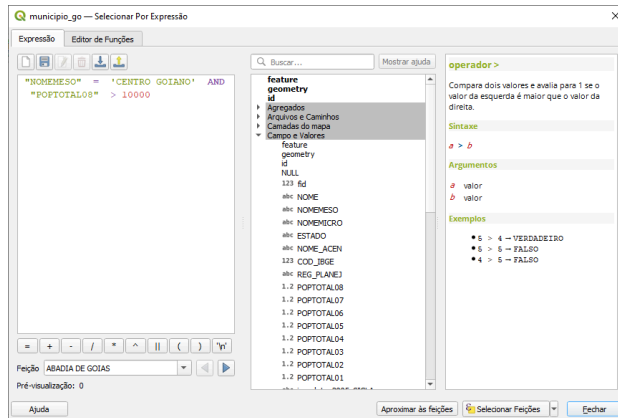 municipio_go — Selecionar Por Expressão
Expressão
Editor de Funções
"NOMEMESO" = 'CENTRO GOIANO' AND
"POPTOTAL08" > 10000
= + - / * ^ || ( ) '\n'
Feição ABADIA DE GOIAS
Pré-visualização: 0
Buscar...
Mostrar ajuda
feature
geometry
id
Agregados
Arquivos e Caminhos
Camadas do mapa
Campo e Valores
feature
geometry
id
NULL
123 fid
abc NOME
abc NOMEMESO
abc NOMEMICRO
abc ESTADO
abc NOME_ACEN
123 COD_IBGE
abc REG_PLANEJ
1.2 POPTOTAL08
1.2 POPTOTAL07
1.2 POPTOTAL06
1.2 POPTOTAL05
1.2 POPTOTAL04
1.2 POPTOTAL03
1.2 POPTOTAL02
1.2 POPTOTAL01
operador >
Compara dois valores e avalia para 1 se o
valor da esquerda é maior que o valor da
direita.
Sintaxe
a > b
Argumentos
a valor
b valor
Exemplos
5 > 4 → VERDADEIRO
5 > 5 → FALSO
4 > 5 → FALSO
Ajuda
Aproximar às feições
Selecionar Feições
Fechar